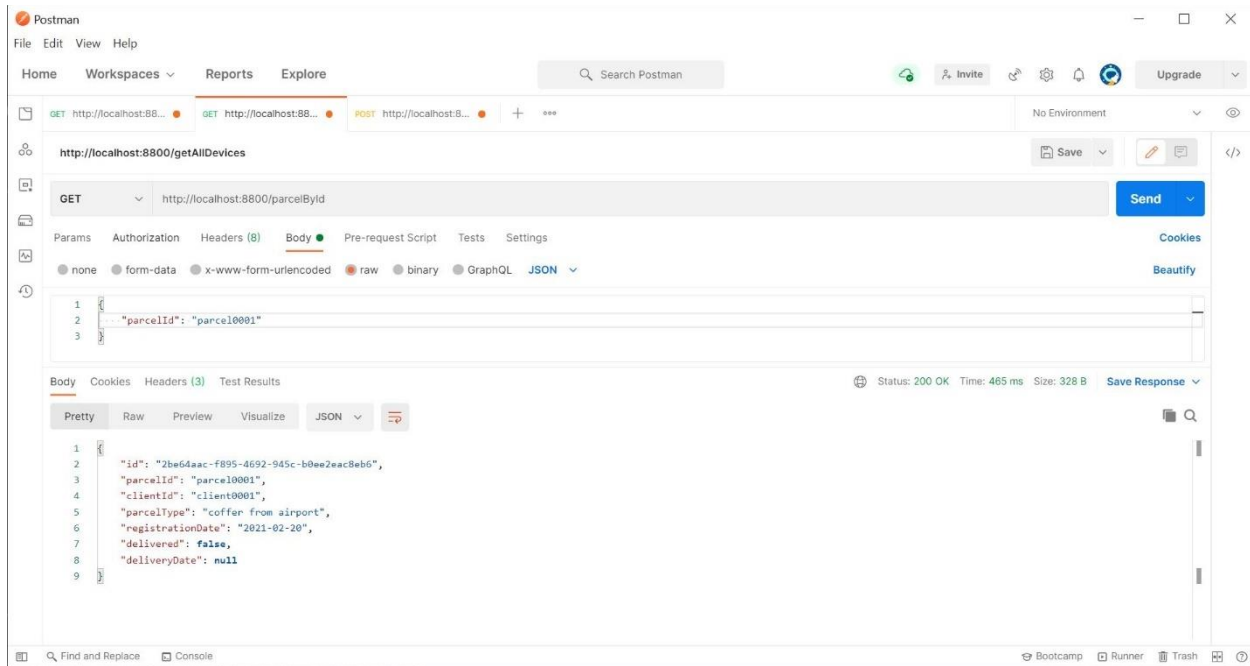 Postman
File Edit View Help
Home Workspaces Reports Explore Search Postman Invite Upgrade
GET http://localhost:88... GET http://localhost:88... POST http://localhost:8... + ooo No Environment
http://localhost:8800/getAllDevices Save </>
GET http://localhost:8800/parcelById Send
Params Authorization Headers (8) Body Pre-request Script Tests Settings Cookies
none form-data x-www-form-urlencoded raw binary GraphQL JSON Beautify
1 {
2 "parcelId": "parcel0001"
3 }
Body Cookies Headers (3) Test Results Status: 200 OK Time: 465 ms Size: 328 B Save Response
Pretty Raw Preview Visualize JSON
1 {
2 "id": "2be64aac-f895-4692-945c-b0ee2eac8eb6",
3 "parcelId": "parcel0001",
4 "clientId": "client0001",
5 "parcelType": "coffer from airport",
6 "registrationDate": "2021-02-20",
7 "delivered": false,
8 "deliveryDate": null
9 }
Find and Replace Console Bootcamp Runner Trash